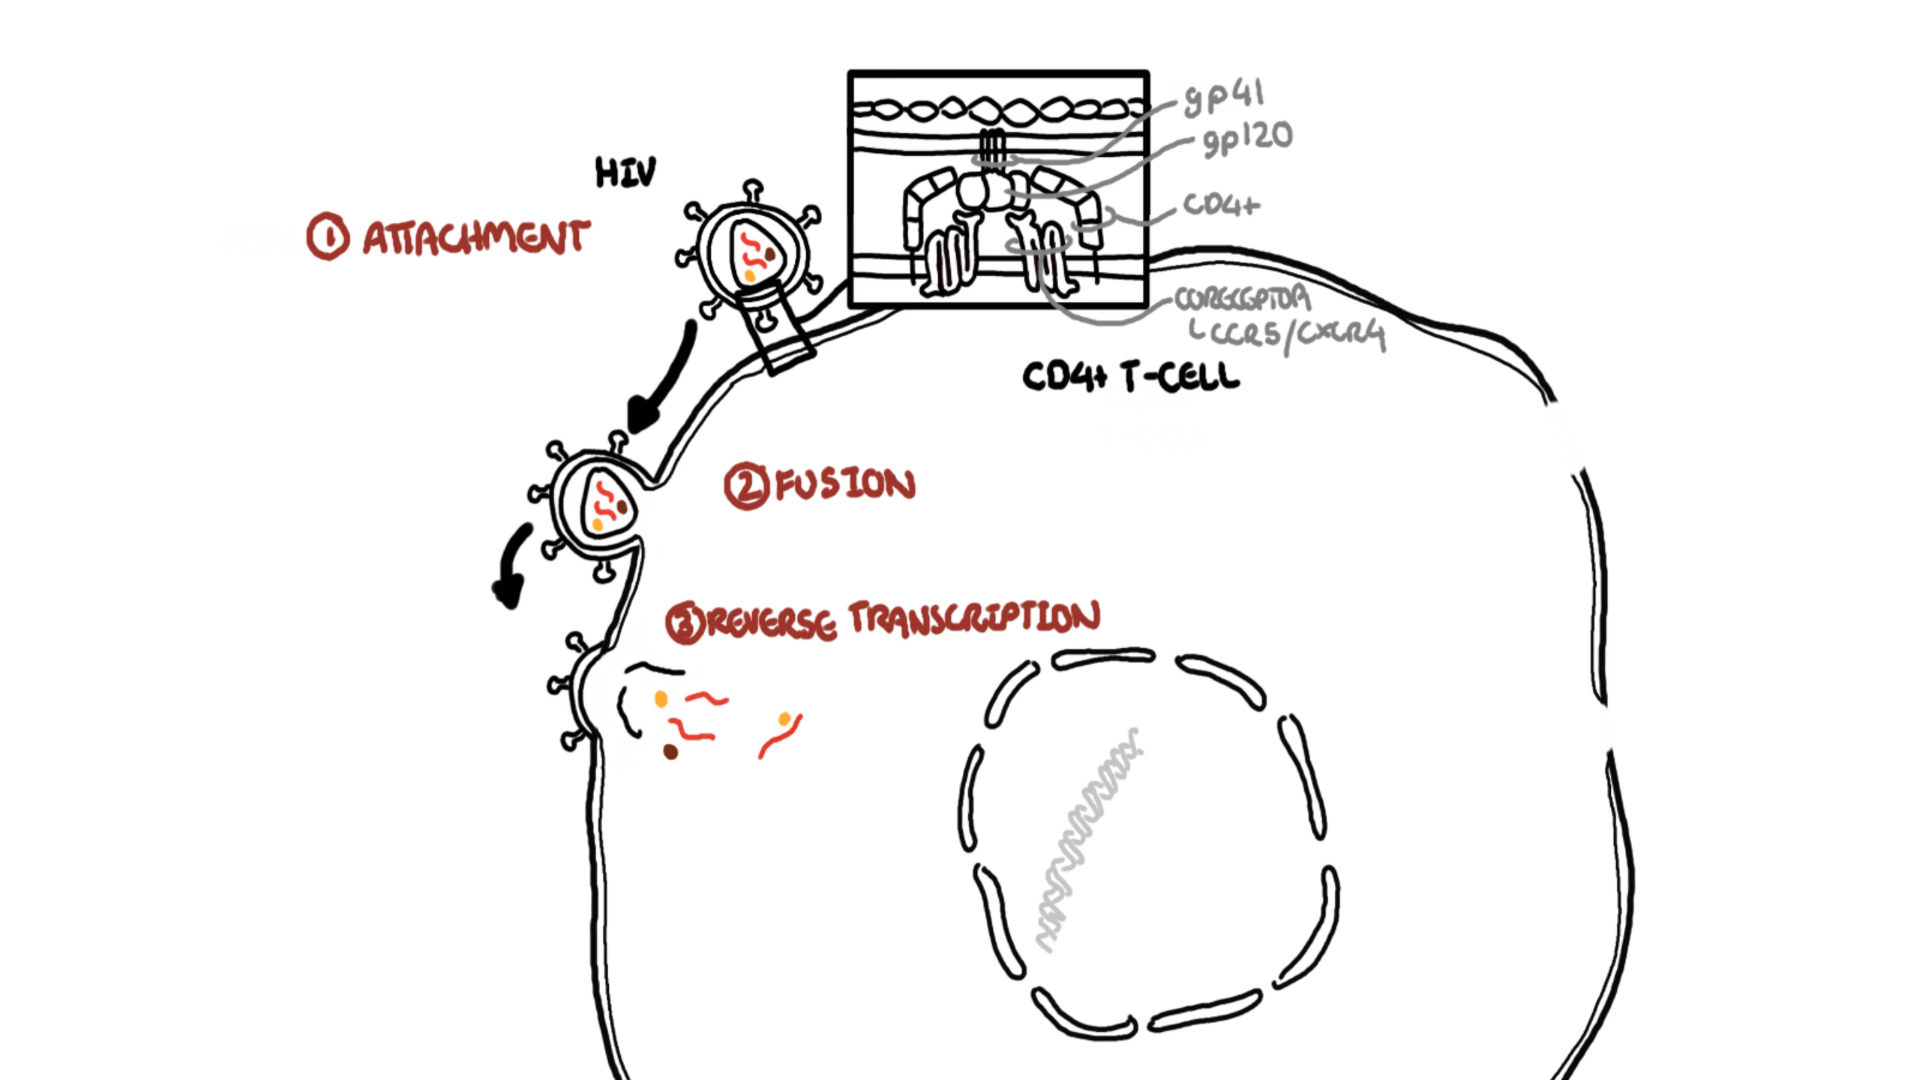 gp41
gp120
HIV
CD4+
① ATTACHMENT
CORECEPTOR
CCR5/CXCR4
CD4+ T-CELL
② FUSION
③ REVERSE TRANSCRIPTION